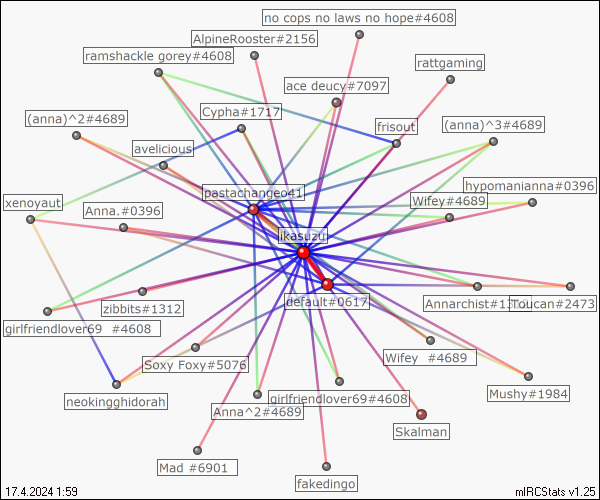 no cops no laws no hope#4608
AlpineRooster#2156
ramshackle gorey#4608
rattgaming
ace deucy#7097
Cypha#1717
(anna)^2#4689
frisout
(anna)^3#4689
avelicious
pastachangeo41
hypomanianna#0396
xenoyaut
Wifey#4689
Anna.#0396
ikasuzu
default#0617
Toucan#2473
zibbits#1312
girlfriendlover69 #4608
Wifey #4689
Soxy Foxy#5076
Mushy#1984
neokingghidorah
girlfriendlover69#4608
Anna^2#4689
Skalman
Mad #6901
fakedingo
17.4.2024 1:59
mIRCStats v1.25